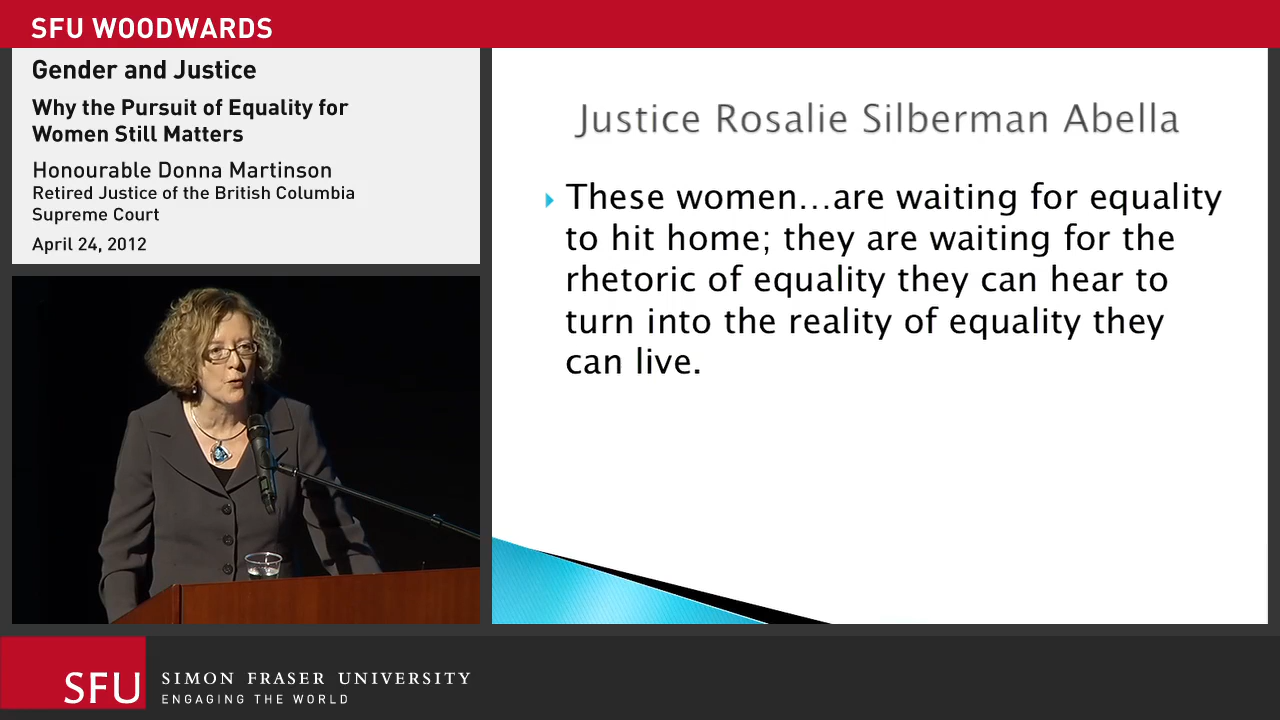 SFU WOODWARDS
Gender and Justice
Why the Pursuit of Equality for
Women Still Matters
Honourable Donna Martinson
Retired Justice of the British Columbia
Supreme Court
April 24, 2012
Justice Rosalie Silberman Abella
These women…are waiting for equality
to hit home; they are waiting for the
rhetoric of equality they can hear to
turn into the reality of equality they
can live.
SFU
SIMON FRASER UNIVERSITY
ENGAGING THE WORLD